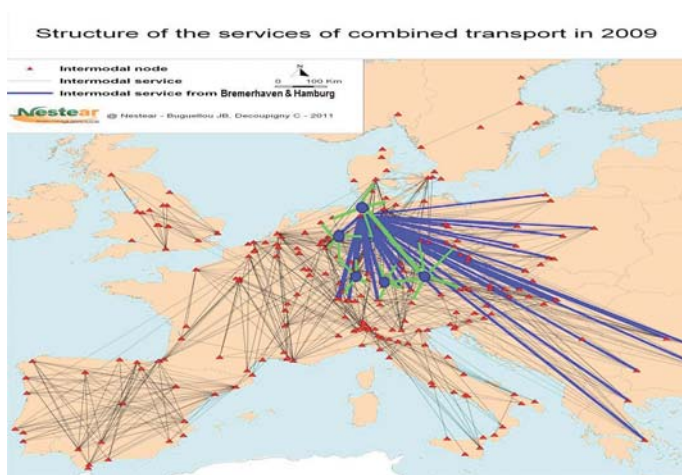 Structure of the services of combined transport in 2009
Intermodal node
Intermodal service
Intermodal service from Bremerhaven & Hamburg
N
0 100 Km
Nestear
@ Nestear - Buguellou JB, Decoupigny C - 2011